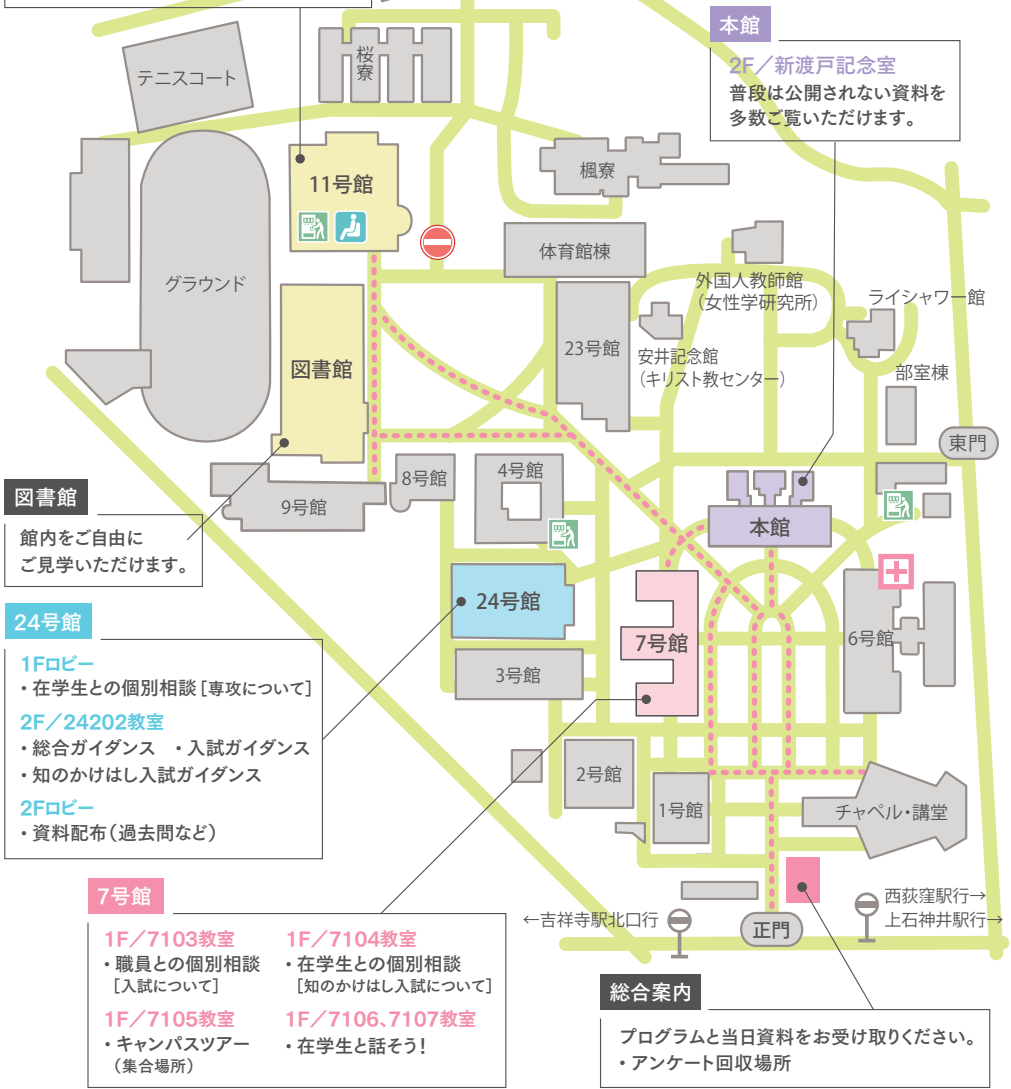 本館
2F／新渡戸記念室
普段は公開されない資料を
多数ご覧いただけます。
テニスコート
桜寮
楓寮
11号館
体育館棟
グラウンド
外国人教師館
（女性学研究所）
ライシャワー館
図書館
23号館
安井記念館
（キリスト教センター）
部室棟
東門
9号館
8号館
4号館
本館
図書館
館内をご自由に
ご見学いただけます。
24号館
7号館
6号館
3号館
24号館
1Fロビー
・在学生との個別相談［専攻について］
2F／24202教室
・総合ガイダンス ・入試ガイダンス
・知のかけはし入試ガイダンス
2Fロビー
・資料配布（過去問など）
2号館
1号館
チャペル・講堂
←吉祥寺駅北口行
正門
西荻窪駅行→
上石神井駅行→
7号館
1F／7103教室
・職員との個別相談
［入試について］
1F／7104教室
・在学生との個別相談
［知のかけはし入試について］
1F／7105教室
・キャンパスツアー
（集合場所）
1F／7106、7107教室
・在学生と話そう！
総合案内
プログラムと当日資料をお受け取りください。
・アンケート回収場所